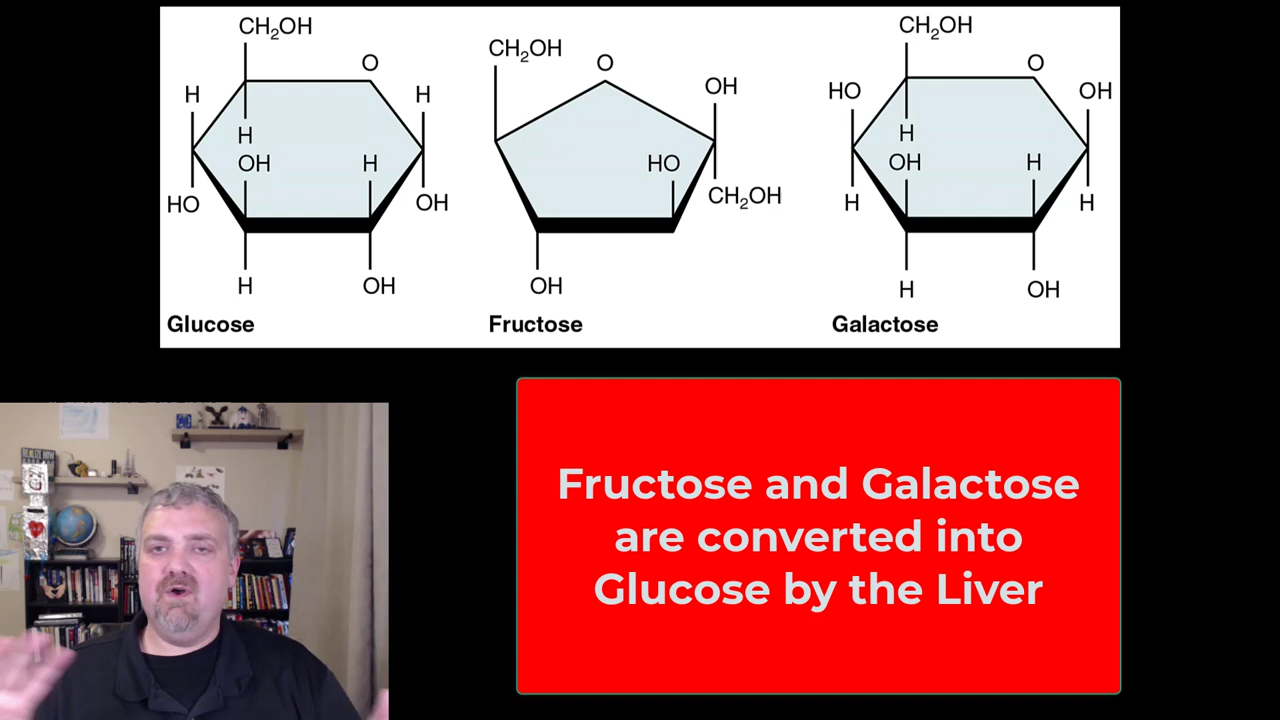 CH₂OH
O
H
H
H
OH
H
HO
OH
H
OH
Glucose
CH₂OH
O
OH
HO
CH₂OH
OH
Fructose
CH₂OH
O
HO
OH
H
OH
H
H
H
H
OH
Galactose
Fructose and Galactose
are converted into
Glucose by the Liver